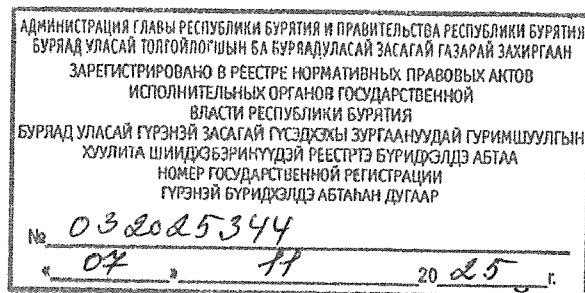 АДМИНИСТРАЦИЯ ГЛАВЫ РЕСПУБЛИКИ БУРЯТИЯ И ПРАВИТЕЛЬСТВА РЕСПУБЛИКИ БУРЯТИЯ
БУРЯАД УЛАСАЙ ТОЛГОЙЛОГШЫН БА БУРЯАДУЛАСАЙ ЗАСАГАЙ ГАЗАРАЙ ЗАХИРГААН
ЗАРЕГИСТРИРОВАНО В РЕЕСТРЕ НОРМАТИВНЫХ ПРАВОВЫХ АКТОВ
ИСПОЛНИТЕЛЬНЫХ ОРГАНОВ ГОСУДАРСТВЕННОЙ
ВЛАСТИ РЕСПУБЛИКИ БУРЯТИЯ
БУРЯАД УЛАСАЙ ГҮРЭНЭЙ ЗАСАГАЙ ГҮСЭДХЭХЫ ЗУРГААНУУДАЙ ГУРИМШУУЛГЫН
ХУУЛИТА ШИИДХЭБЭРИНҮҮДЭЙ РЕЕСТРТЭ БҮРИДХЭЛДЭ АБТАА
НОМЕР ГОСУДАРСТВЕННОЙ РЕГИСТРАЦИИ
ГҮРЭНЭЙ БҮРИДХЭЛДЭ АБТАҺАН ДУГААР
№ 032025344
« 07 » 11 20 25 г.